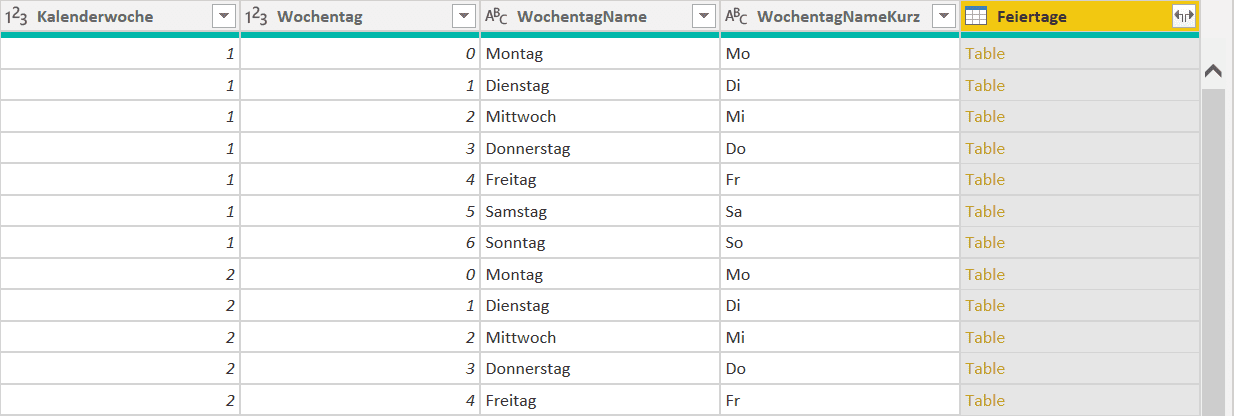 123 Kalenderwoche 123 Wochentag ABC WochentagName ABC WochentagNameKurz Feiertage
1 0 Montag Mo Table
1 1 Dienstag Di Table
1 2 Mittwoch Mi Table
1 3 Donnerstag Do Table
1 4 Freitag Fr Table
1 5 Samstag Sa Table
1 6 Sonntag So Table
2 0 Montag Mo Table
2 1 Dienstag Di Table
2 2 Mittwoch Mi Table
2 3 Donnerstag Do Table
2 4 Freitag Fr Table